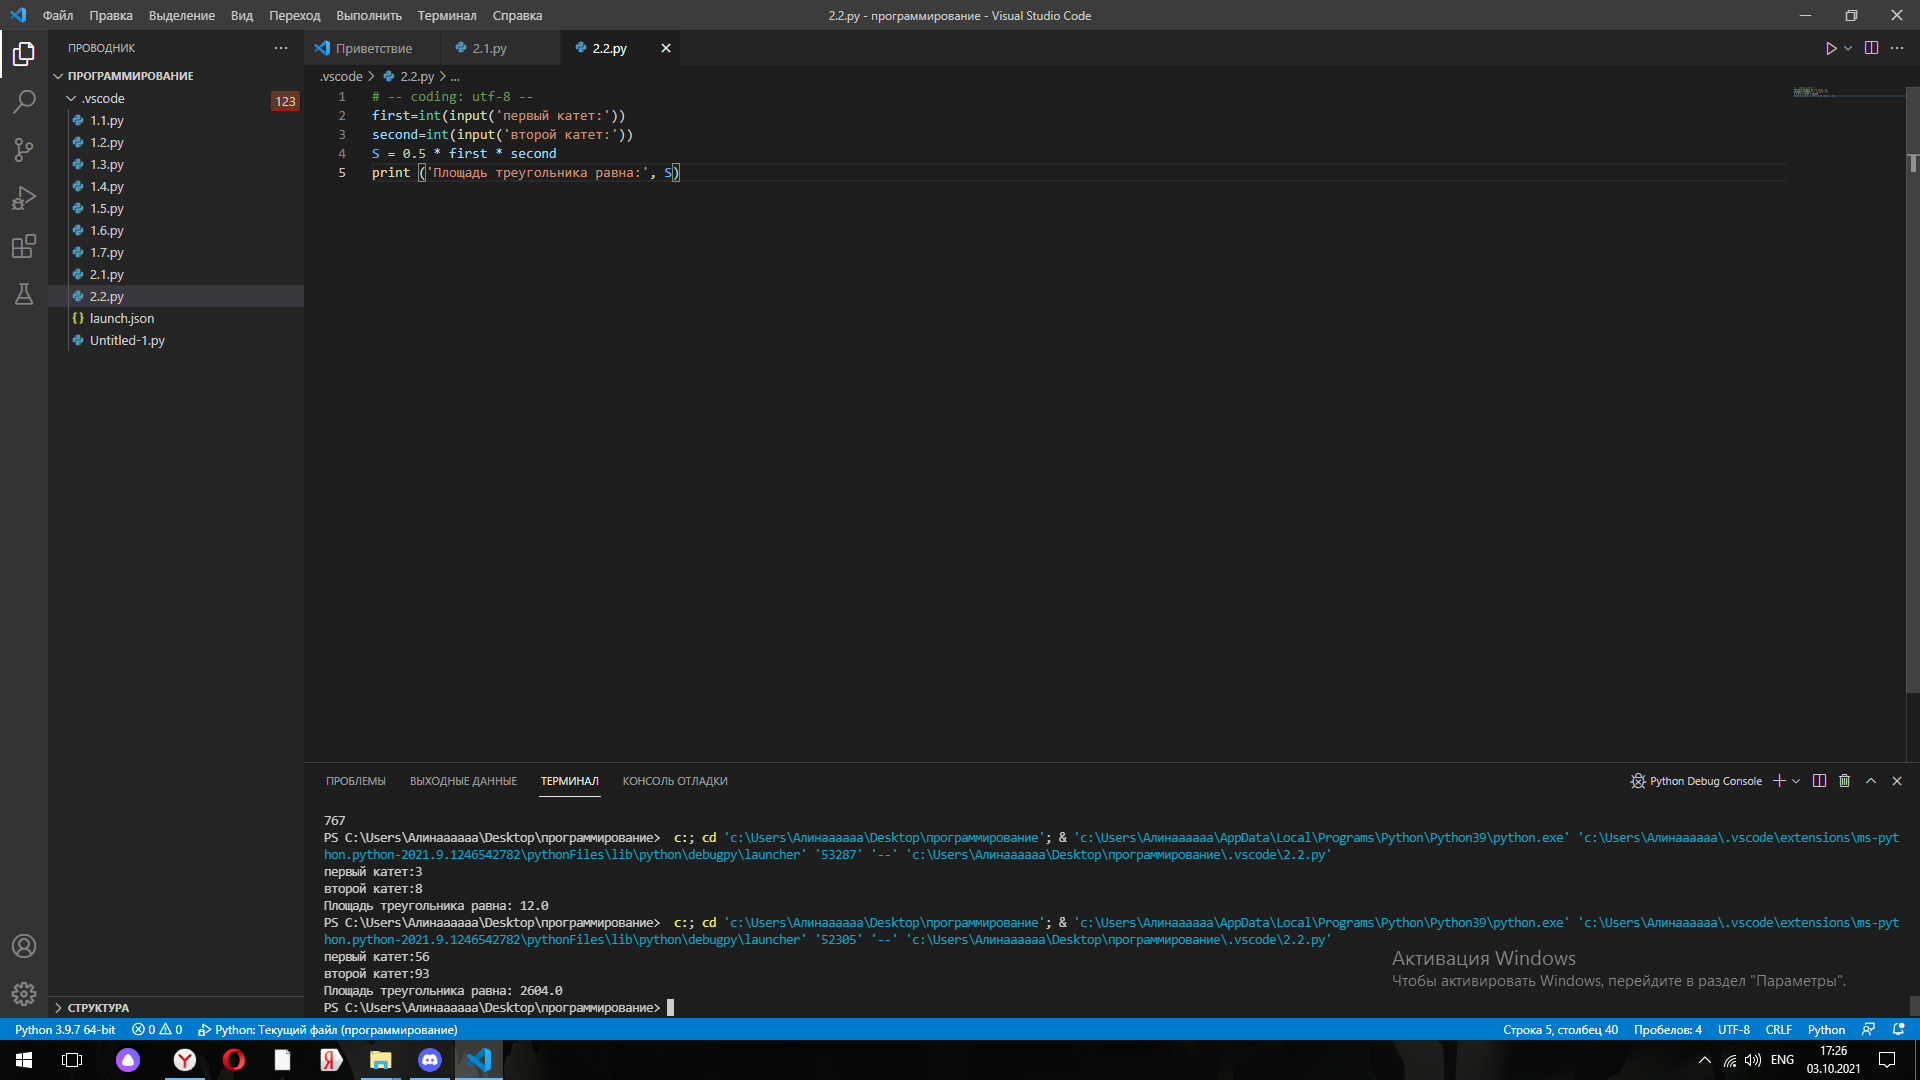 Файл Правка Выделение Вид Переход Выполнить Терминал Справка
2.2.py - программирование - Visual Studio Code
ПРОВОДНИК
ПРОГРАММИРОВАНИЕ
.vscode
123
1.1.py
1.2.py
1.3.py
1.4.py
1.5.py
1.6.py
1.7.py
2.1.py
2.2.py
{} launch.json
Untitled-1.py
СТРУКТУРА
Приветствие
2.1.py
2.2.py
.vscode > 2.2.py > ...
1 # -- coding: utf-8 --
2 first=int(input('первый катет:'))
3 second=int(input('второй катет:'))
4 S = 0.5 * first * second
5 print ('Площадь треугольника равна:', S)
ПРОБЛЕМЫ ВЫХОДНЫЕ ДАННЫЕ ТЕРМИНАЛ КОНСОЛЬ ОТЛАДКИ
Python Debug Console
767
PS C:\Users\Алинаааааа\Desktop\программирование>  c:; cd 'c:\Users\Алинаааааа\Desktop\программирование'; & 'c:\Users\Алинаааааа\AppData\Local\Programs\Python\Python39\python.exe' 'c:\Users\Алинаааааа\.vscode\extensions\ms-pyt
hon.python-2021.9.1246542782\pythonFiles\lib\python\debugpy\launcher' '53287' '--' 'c:\Users\Алинаааааа\Desktop\программирование\.vscode\2.2.py'
первый катет:3
второй катет:8
Площадь треугольника равна: 12.0
PS C:\Users\Алинаааааа\Desktop\программирование>  c:; cd 'c:\Users\Алинаааааа\Desktop\программирование'; & 'c:\Users\Алинаааааа\AppData\Local\Programs\Python\Python39\python.exe' 'c:\Users\Алинаааааа\.vscode\extensions\ms-pyt
hon.python-2021.9.1246542782\pythonFiles\lib\python\debugpy\launcher' '52305' '--' 'c:\Users\Алинаааааа\Desktop\программирование\.vscode\2.2.py'
первый катет:56
второй катет:93
Площадь треугольника равна: 2604.0
PS C:\Users\Алинаааааа\Desktop\программирование>
Активация Windows
Чтобы активировать Windows, перейдите в раздел "Параметры".
Python 3.9.7 64-bit 0 0 Python: Текущий файл (программирование)
Строка 5, столбец 40 Пробелов: 4 UTF-8 CRLF Python
ENG
17:26
03.10.2021